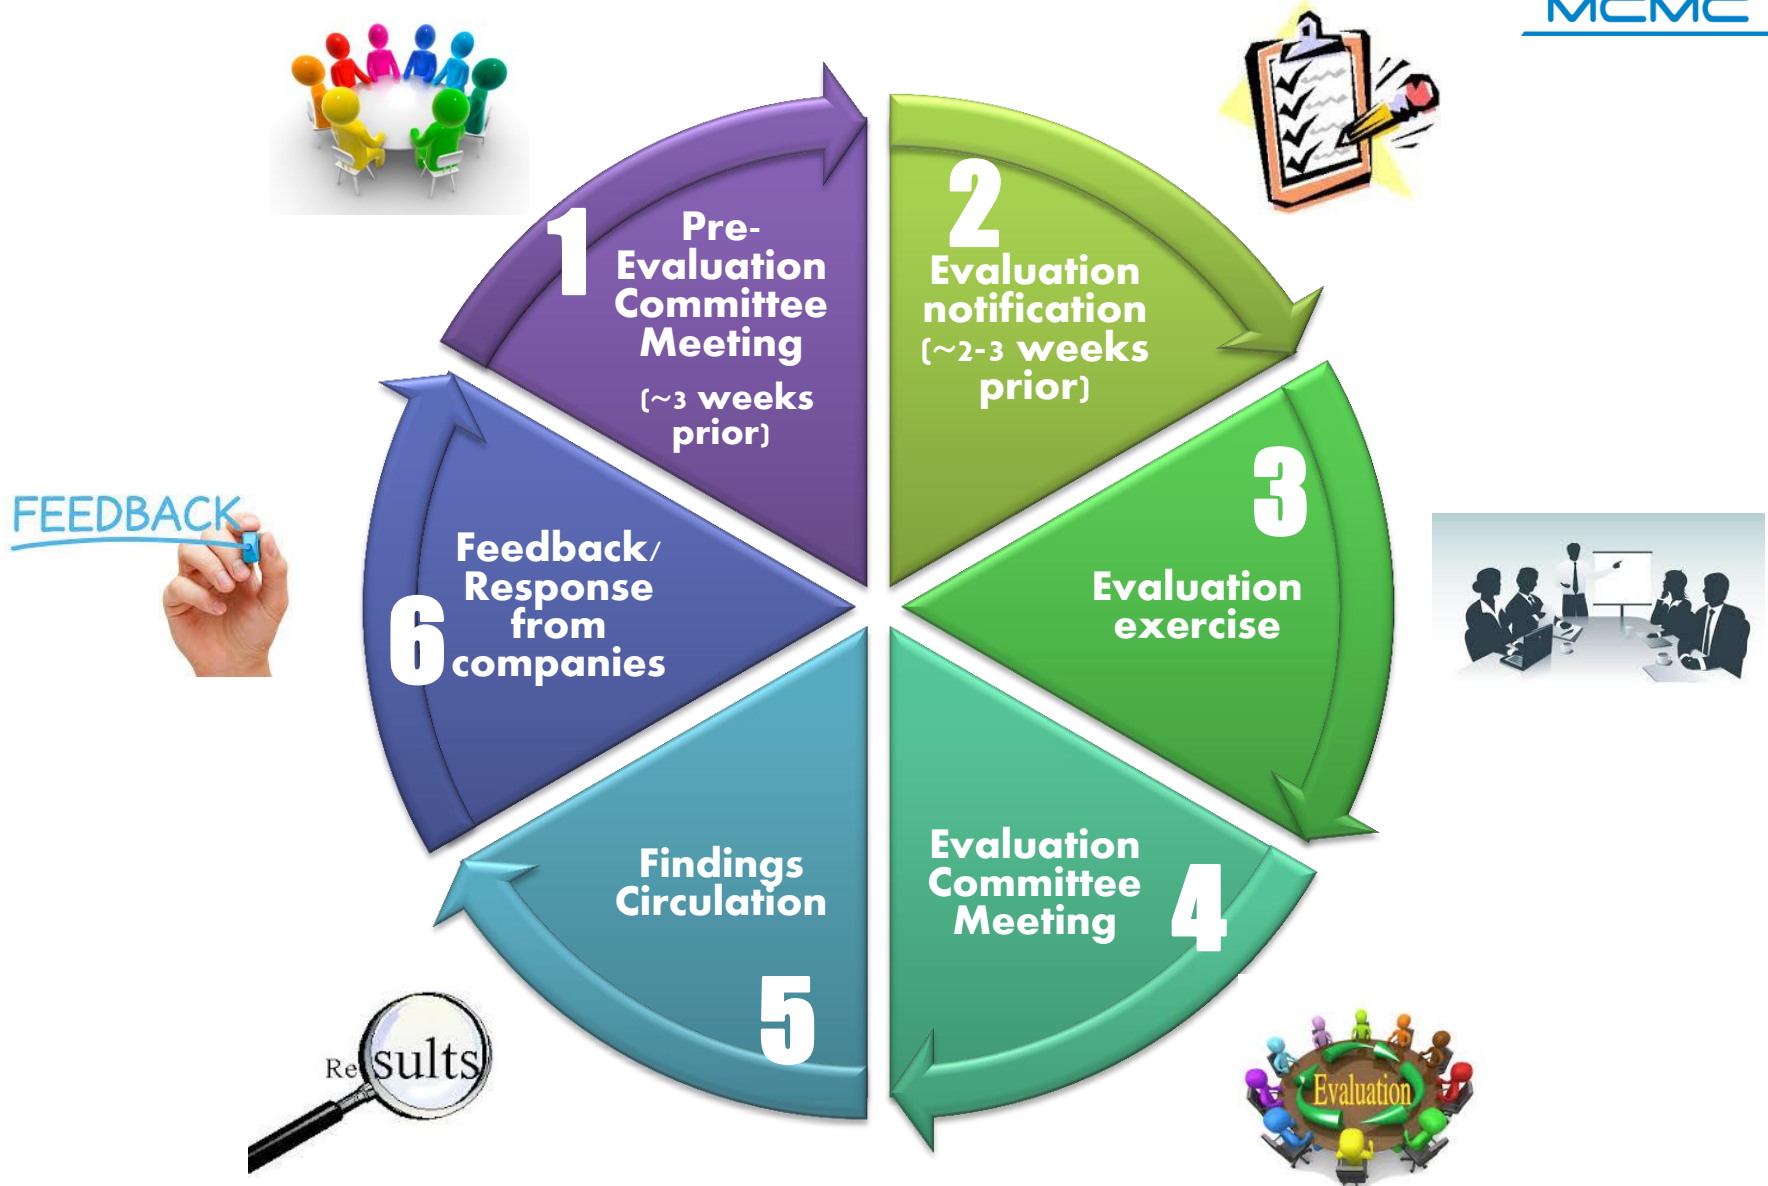 MCMC
1
Pre-
Evaluation
Committee
Meeting
(~3 weeks
prior)
2
Evaluation
notification
(~2-3 weeks
prior)
3
Evaluation
exercise
4
Evaluation
Committee
Meeting
Evaluation
5
Findings
Circulation
Results
6
Feedback/
Response
from
companies
FEEDBACK